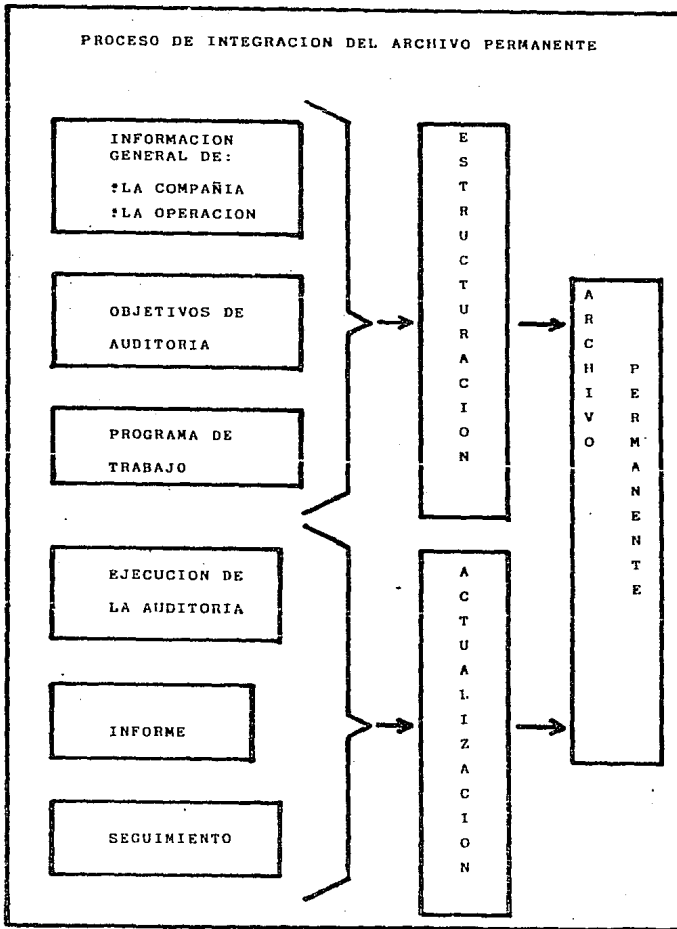 PROCESO DE INTEGRACION DEL ARCHIVO PERMANENTE
INFORMACION
GENERAL DE:
!LA COMPAÑIA
!LA OPERACION
OBJETIVOS DE
AUDITORIA
PROGRAMA DE
TRABAJO
EJECUCION DE
LA AUDITORIA
INFORME
SEGUIMIENTO
ESTRUCTURACION
ACTUALIZACION
ARCHIVO
PERMANENTE